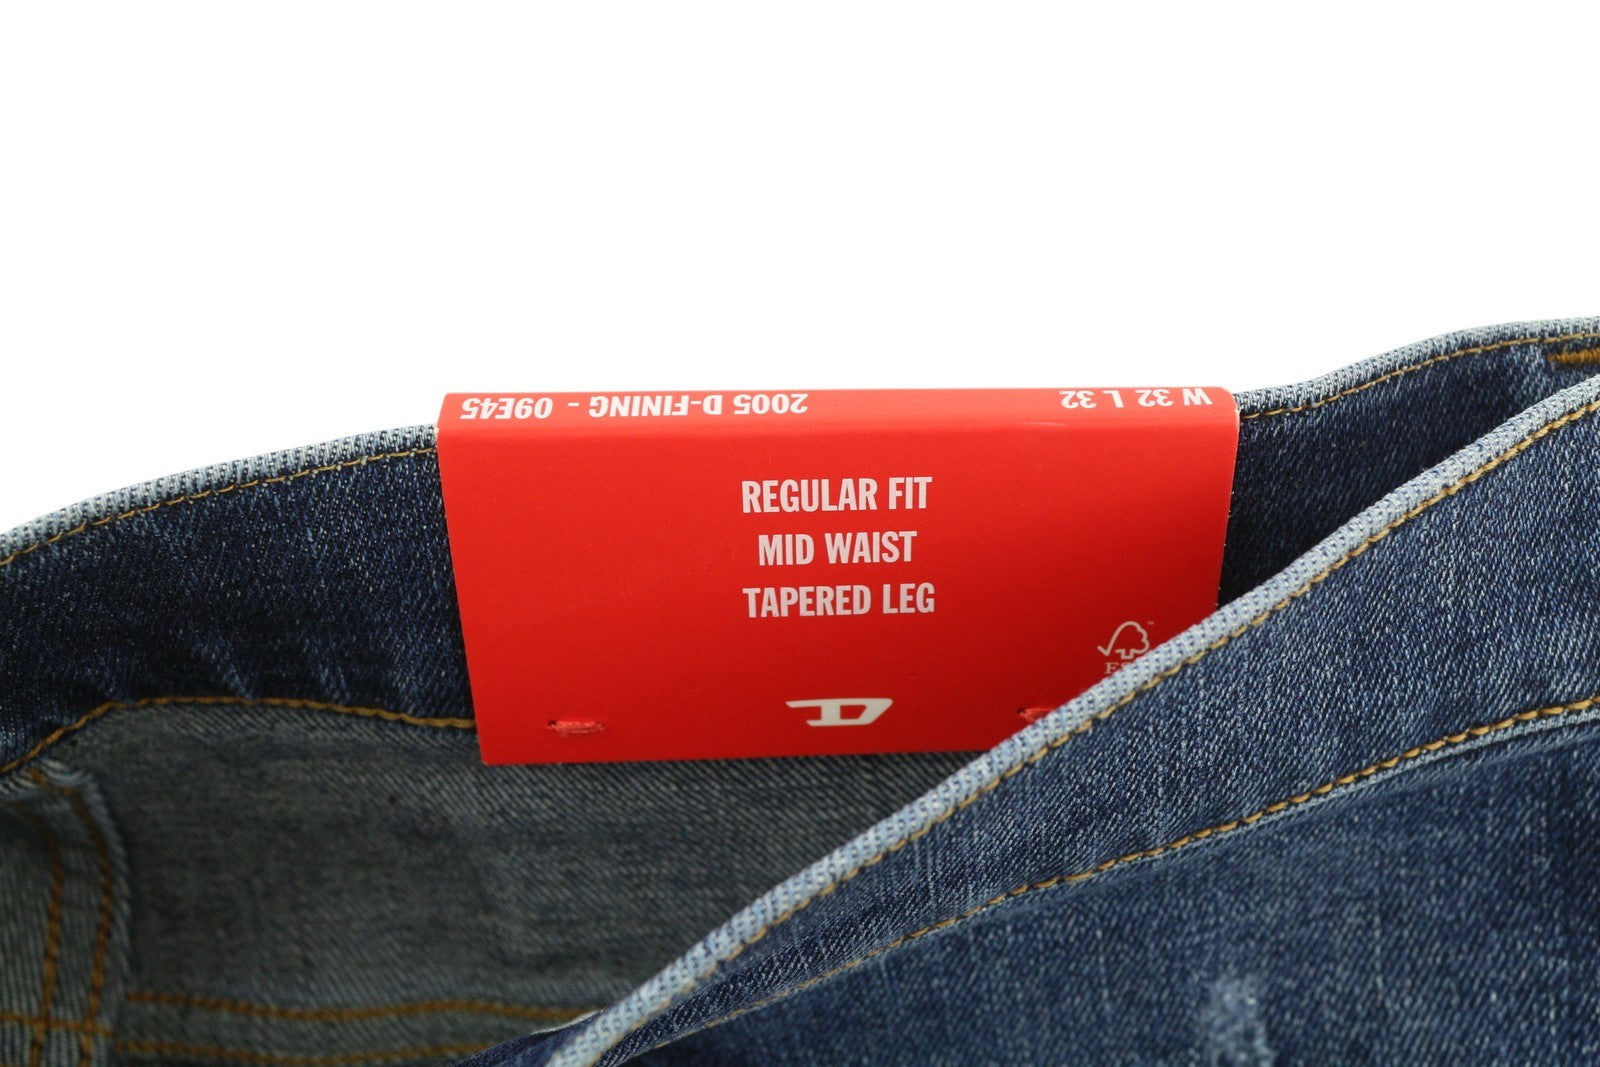 2005 D-FINING - 09E45
W 32 L 32
REGULAR FIT
MID WAIST
TAPERED LEG